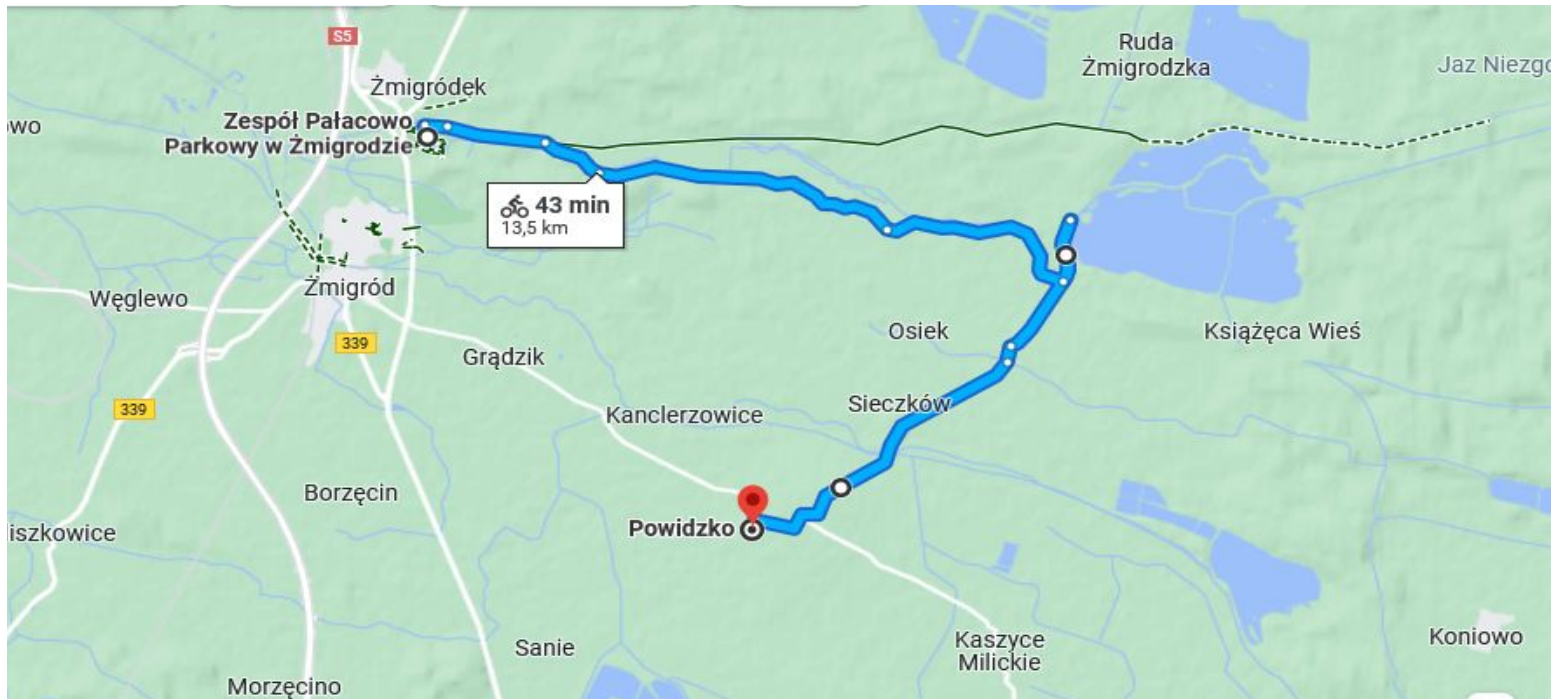 S5
Ruda
Żmigrodzka
Jaz Niezgo
Żmigródek
Zespół Pałacowo
Parkowy w Żmigrodzie
owo
43 min
13,5 km
Żmigród
Węglewo
339
Osiek
Książęca Wieś
Grądzik
339
Kanclerzowice
Sieczków
Borzęcin
Powidzko
iszkowice
Sanie
Kaszyce
Milickie
Koniowo
Morzęcino